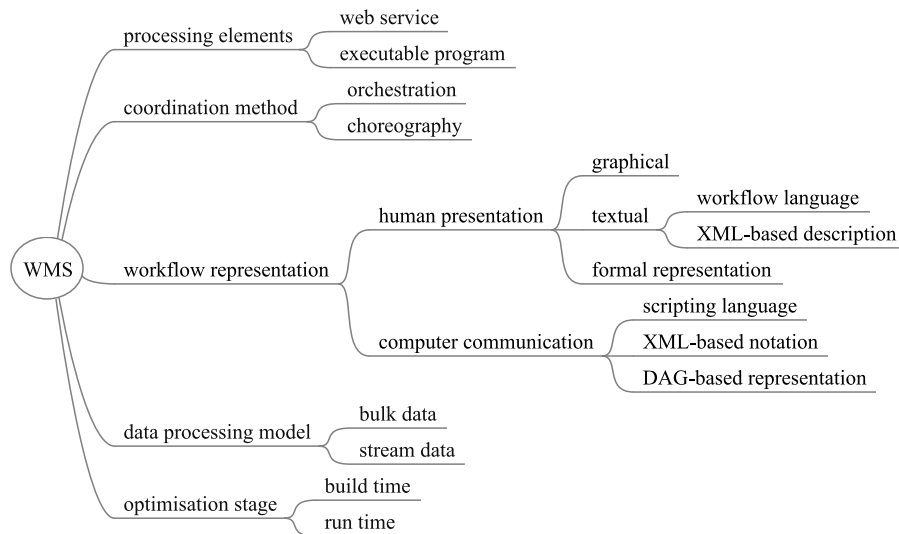 web service
processing elements
executable program
orchestration
coordination method
choreography
graphical
workflow language
human presentation
textual
XML-based description
WMS
workflow representation
formal representation
scripting language
computer communication
XML-based notation
DAG-based representation
bulk data
data processing model
stream data
build time
optimisation stage
run time